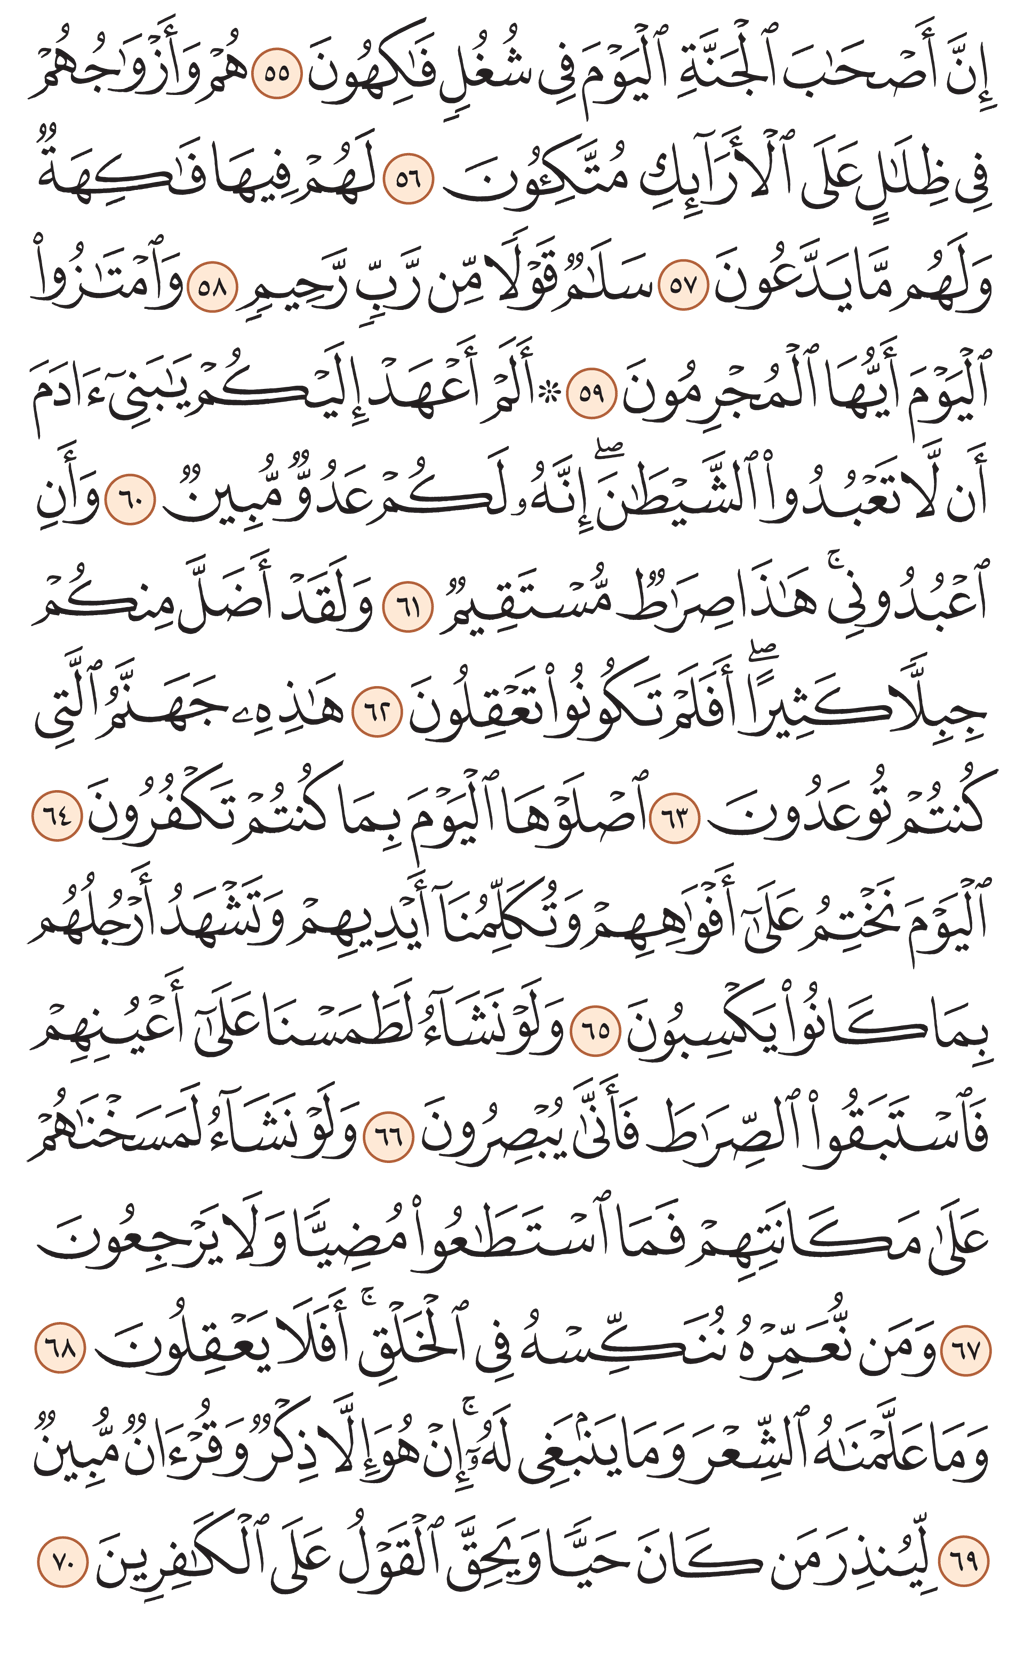 إِنَّ أَصْحَٰبَ ٱلْجَنَّةِ ٱلْيَوْمَ فِى شُغُلٍ فَٰكِهُونَ ٥٥ هُمْ وَأَزْوَٰجُهُمْ
فِى ظِلَٰلٍ عَلَى ٱلْأَرَآئِكِ مُتَّكِـُٔونَ ٥٦ لَهُمْ فِيهَا فَٰكِهَةٌ
وَلَهُم مَّا يَدَّعُونَ ٥٧ سَلَٰمٌ قَوْلًا مِّن رَّبٍّ رَّحِيمٍ ٥٨ وَٱمْتَٰزُوا۟
ٱلْيَوْمَ أَيُّهَا ٱلْمُجْرِمُونَ ٥٩ ۞ أَلَمْ أَعْهَدْ إِلَيْكُمْ يَٰبَنِىٓ ءَادَمَ
أَن لَّا تَعْبُدُوا۟ ٱلشَّيْطَٰنَ ۖ إِنَّهُۥ لَكُمْ عَدُوٌّ مُّبِينٌ ٦٠ وَأَنِ
ٱعْبُدُونِى ۚ هَٰذَا صِرَٰطٌ مُّسْتَقِيمٌ ٦١ وَلَقَدْ أَضَلَّ مِنكُمْ
جِبِلًّا كَثِيرًا ۖ أَفَلَمْ تَكُونُوا۟ تَعْقِلُونَ ٦٢ هَٰذِهِۦ جَهَنَّمُ ٱلَّتِى
كُنتُمْ تُوعَدُونَ ٦٣ ٱصْلَوْهَا ٱلْيَوْمَ بِمَا كُنتُمْ تَكْفُرُونَ ٦٤
ٱلْيَوْمَ نَخْتِمُ عَلَىٰٓ أَفْوَٰهِهِمْ وَتُكَلِّمُنَآ أَيْدِيهِمْ وَتَشْهَدُ أَرْجُلُهُم
بِمَا كَانُوا۟ يَكْسِبُونَ ٦٥ وَلَوْ نَشَآءُ لَطَمَسْنَا عَلَىٰٓ أَعْيُنِهِمْ
فَٱسْتَبَقُوا۟ ٱلصِّرَٰطَ فَأَنَّىٰ يُبْصِرُونَ ٦٦ وَلَوْ نَشَآءُ لَمَسَخْنَٰهُمْ
عَلَىٰ مَكَانَتِهِمْ فَمَا ٱسْتَطَٰعُوا۟ مُضِيًّا وَلَا يَرْجِعُونَ
٦٧ وَمَن نُّعَمِّرْهُ نُنَكِّسْهُ فِى ٱلْخَلْقِ ۚ أَفَلَا يَعْقِلُونَ ٦٨
وَمَا عَلَّمْنَٰهُ ٱلشِّعْرَ وَمَا يَنۢبَغِى لَهُۥٓ ۚ إِنْ هُوَ إِلَّا ذِكْرٌ وَقُرْءَانٌ مُّبِينٌ
٦٩ لِّيُنذِرَ مَن كَانَ حَيًّا وَيَحِقَّ ٱلْقَوْلُ عَلَى ٱلْكَٰفِرِينَ ٧٠